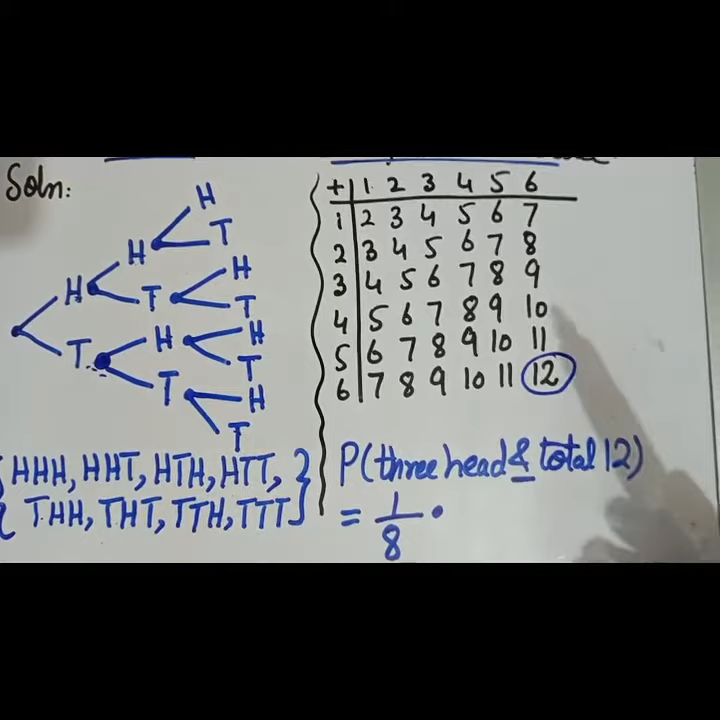 Soln:
H
H
T
H
H
T
T
H
H
T
T
T
H
T
{HHH, HHT, HTH, HTT,
THH, THT, TTH, TTT}
+ 1 2 3 4 5 6
1 2 3 4 5 6 7
2 3 4 5 6 7 8
3 4 5 6 7 8 9
4 5 6 7 8 9 10
5 6 7 8 9 10 11
6 7 8 9 10 11 12
P(three head & total 12)
= 1/8 •